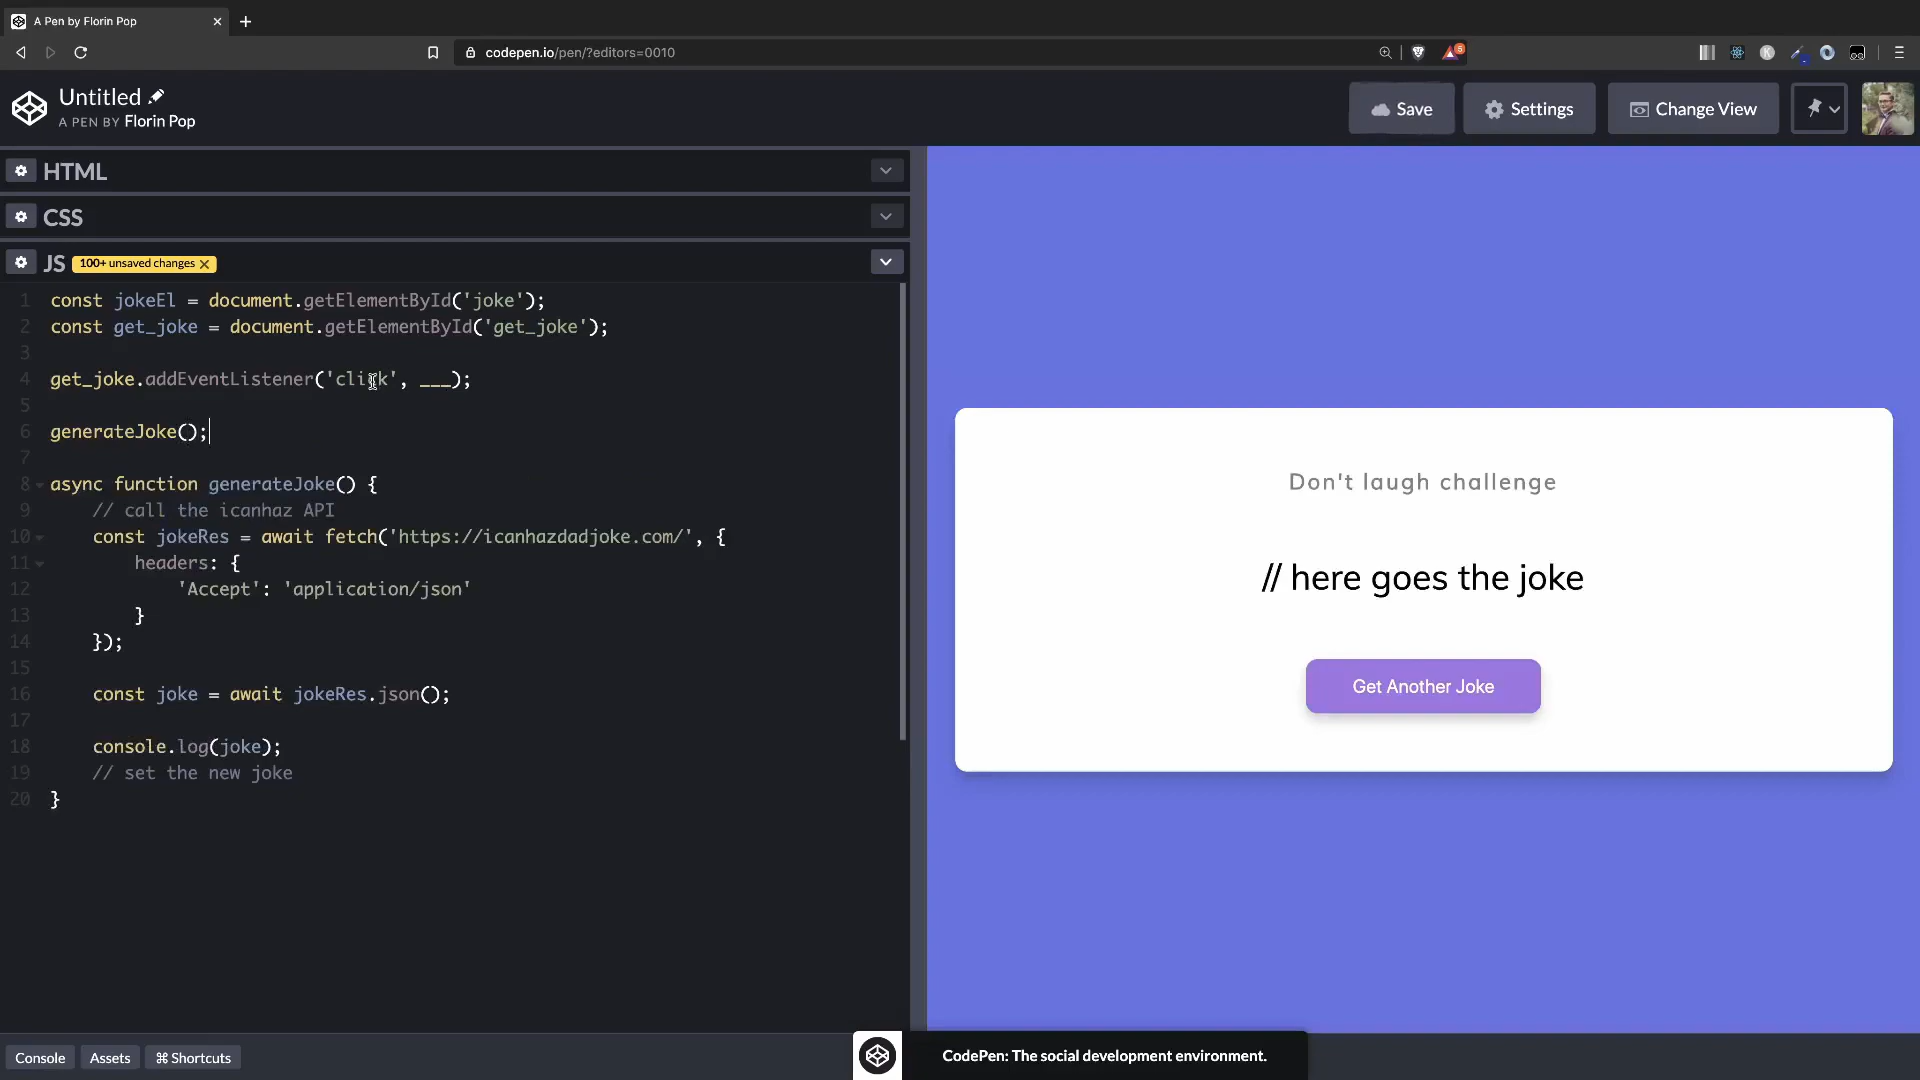 A Pen by Florin Pop
codepen.io/pen/?editors=0010
5
K
Untitled
A PEN BY Florin Pop
Save
Settings
Change View
HTML
CSS
JS
100+ unsaved changes
1 const jokeEl = document.getElementById('joke');
2 const get_joke = document.getElementById('get_joke');
3
4 get_joke.addEventListener('click', ___);
5
6 generateJoke();
7
8 async function generateJoke() {
9 // call the icanhaz API
10 const jokeRes = await fetch('https://icanhazdadjoke.com/', {
11 headers: {
12 'Accept': 'application/json'
13 }
14 });
15
16 const joke = await jokeRes.json();
17
18 console.log(joke);
19 // set the new joke
20 }
Don't laugh challenge
// here goes the joke
Get Another Joke
Console
Assets
⌘ Shortcuts
CodePen: The social development environment.